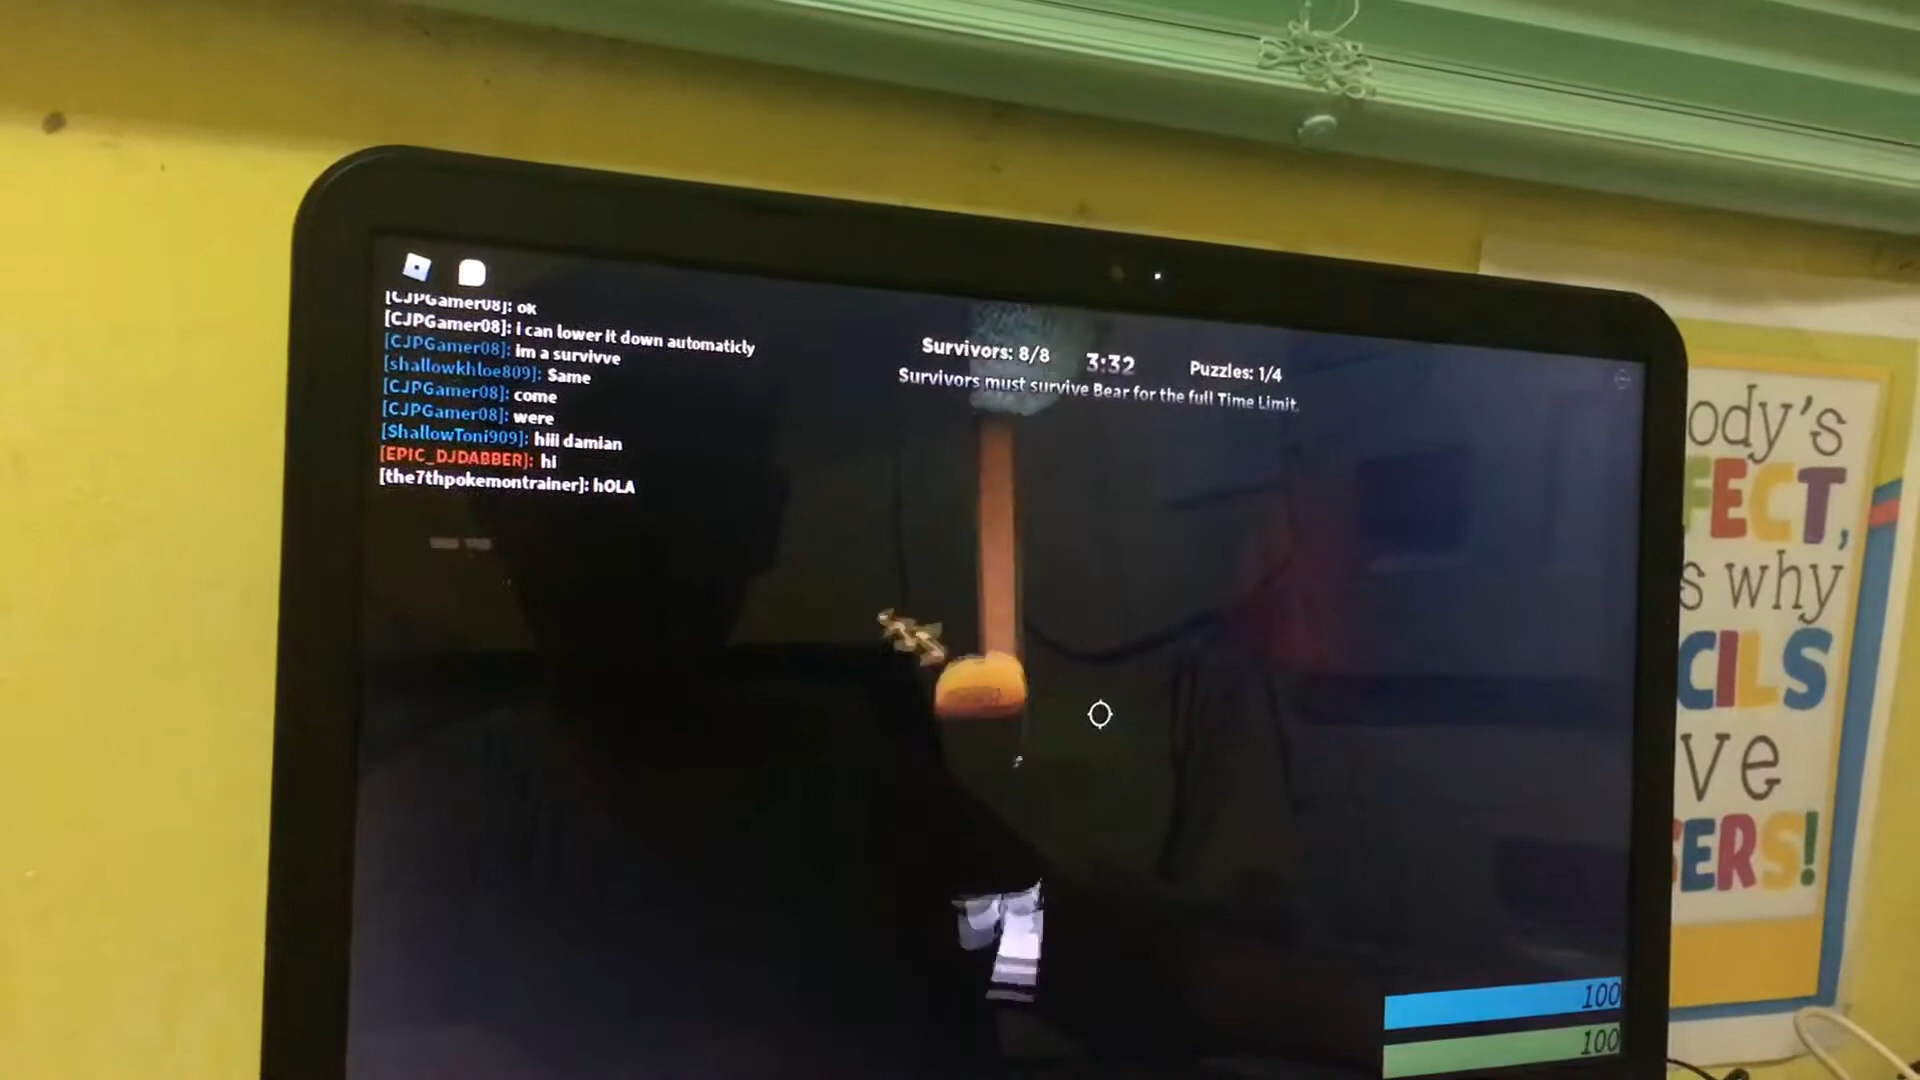 [CJPGamer08]: ok
[CJPGamer08]: i can lower it down automaticly
[CJPGamer08]: im a survivve
[shallowkhloe809]: Same
[CJPGamer08]: come
[CJPGamer08]: were
[ShallowToni909]: hiii damian
[EPIC_DJDABBER]: hi
[the7thpokemontrainer]: hOLA
Survivors: 8/8
3:32
Puzzles: 1/4
Survivors must survive Bear for the full Time Limit.
100
100
ody's
FECT,
s why
CILS
ve
SERS!